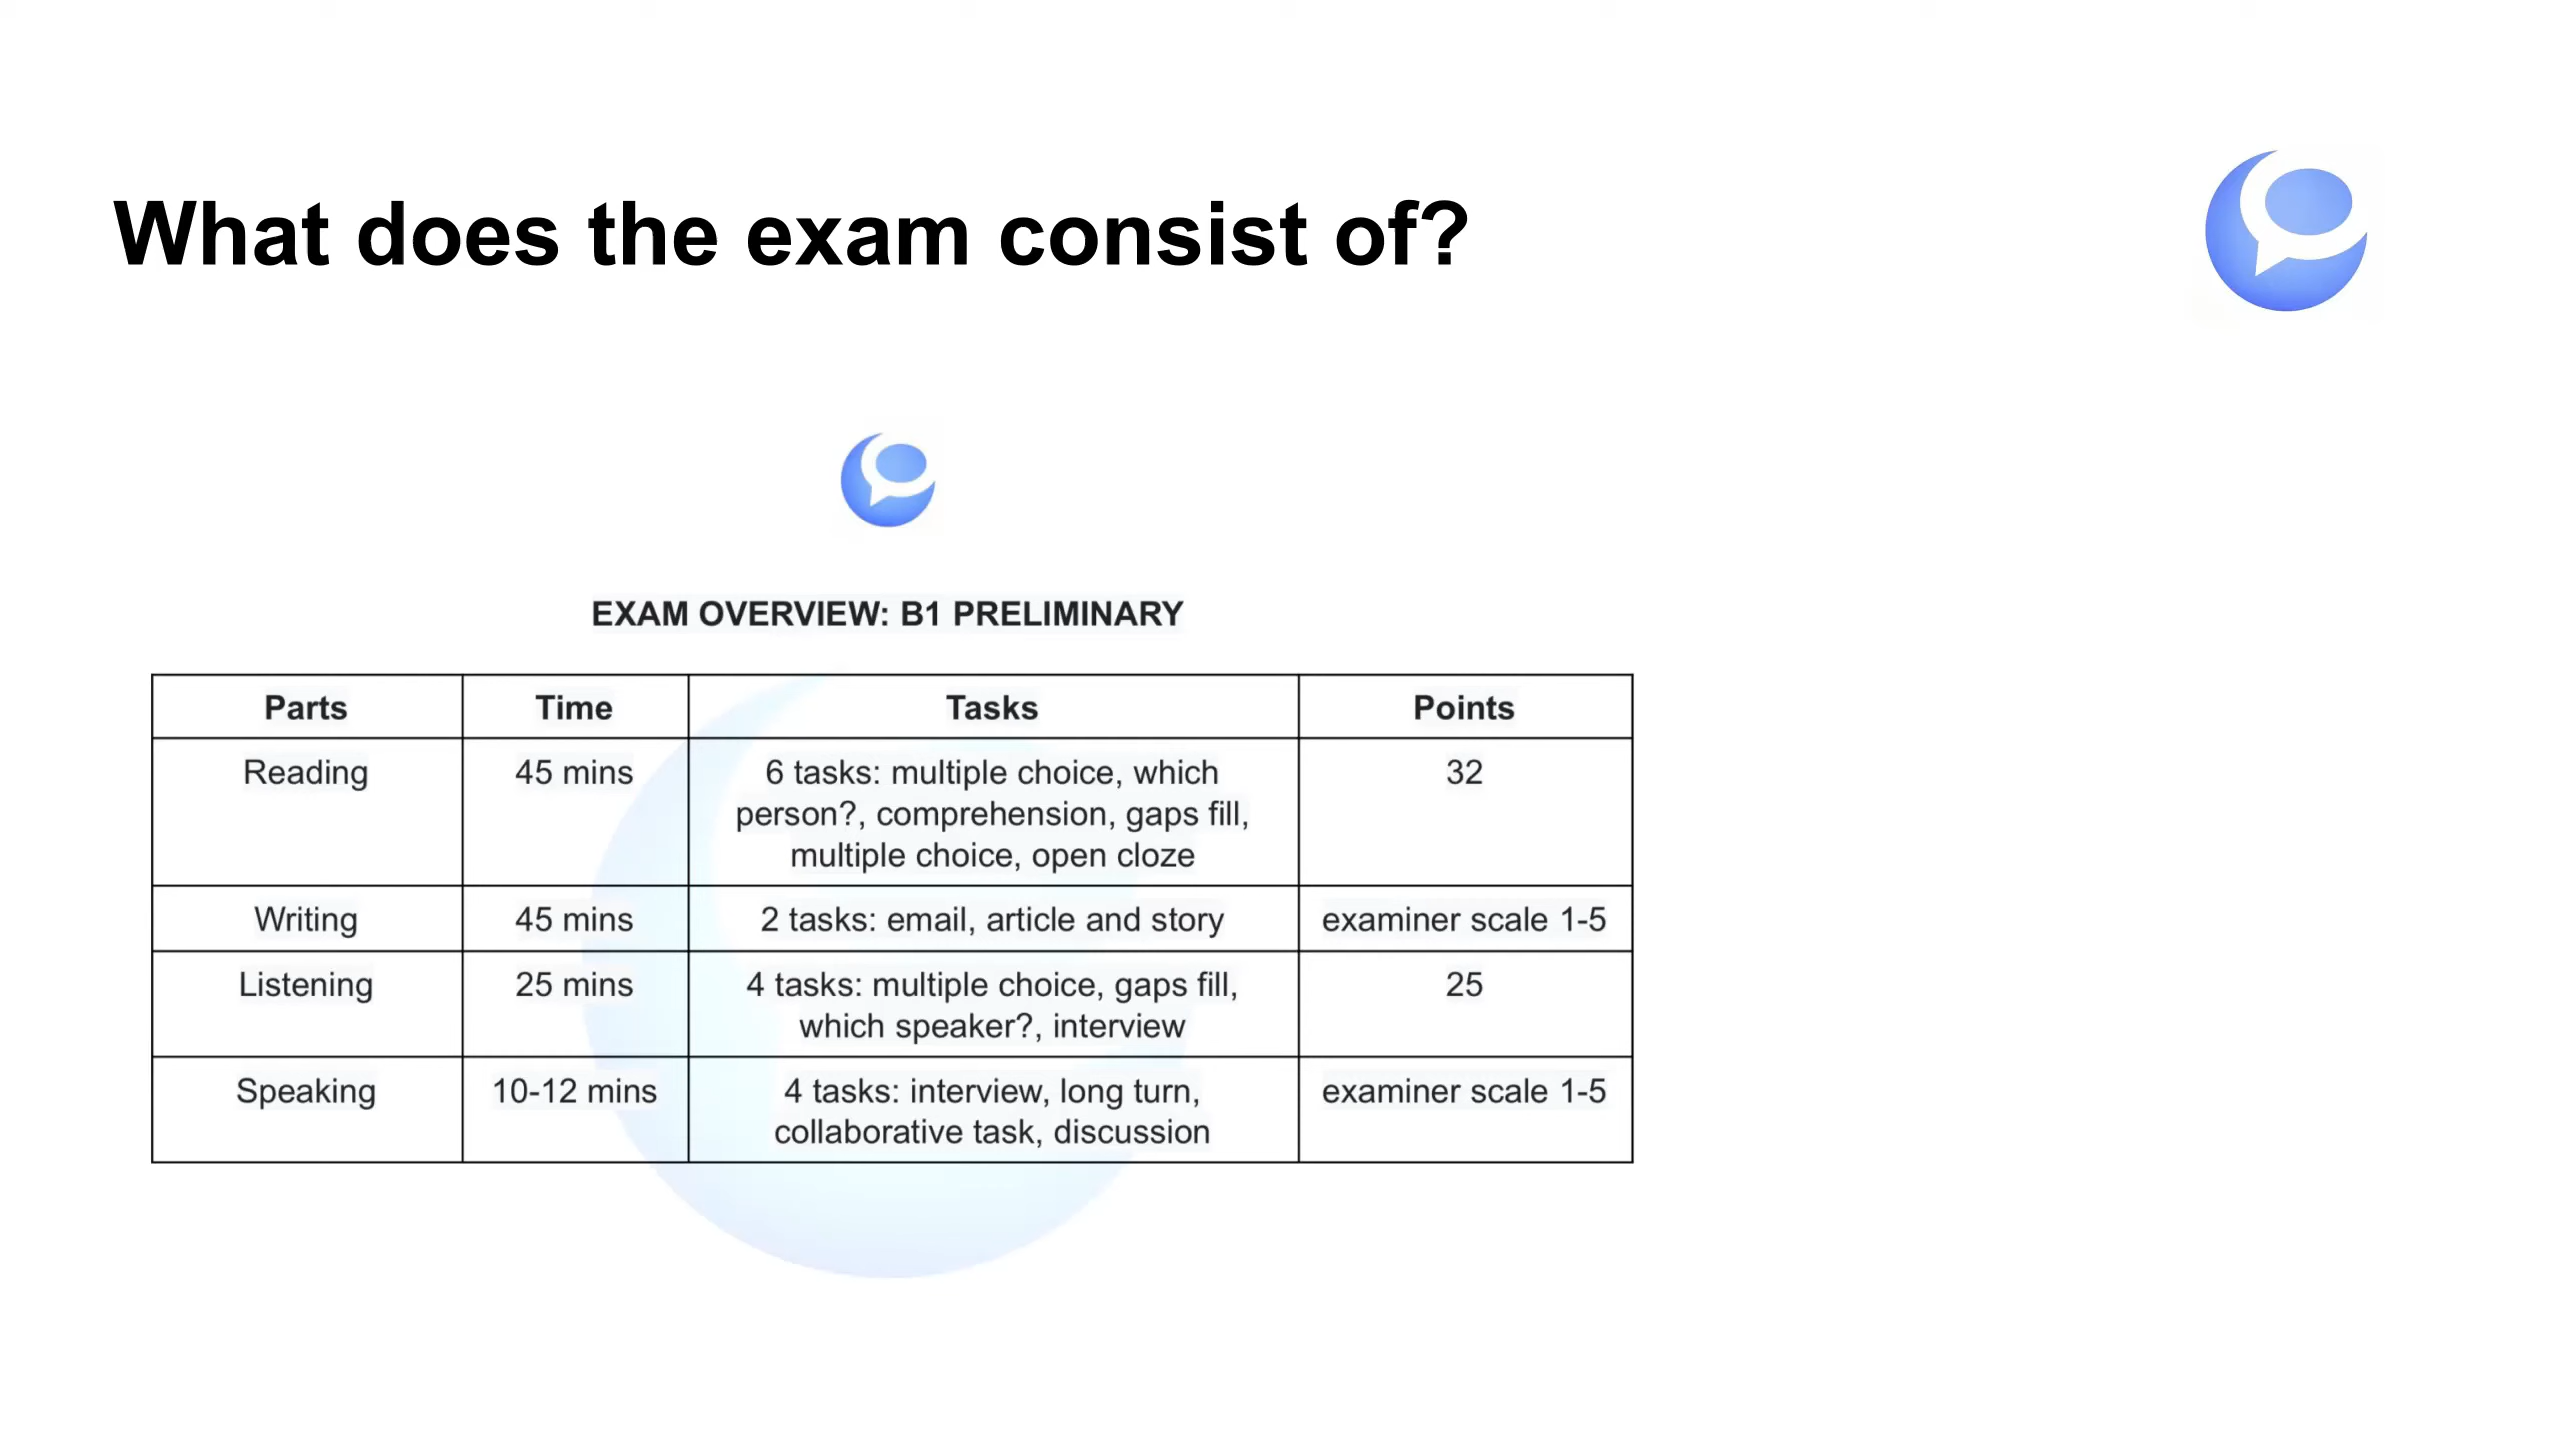 What does the exam consist of?
EXAM OVERVIEW: B1 PRELIMINARY
Parts Time Tasks Points
Reading 45 mins 6 tasks: multiple choice, which 32
person?, comprehension, gaps fill,
multiple choice, open cloze
Writing 45 mins 2 tasks: email, article and story examiner scale 1-5
Listening 25 mins 4 tasks: multiple choice, gaps fill, 25
which speaker?, interview
Speaking 10-12 mins 4 tasks: interview, long turn, examiner scale 1-5
collaborative task, discussion